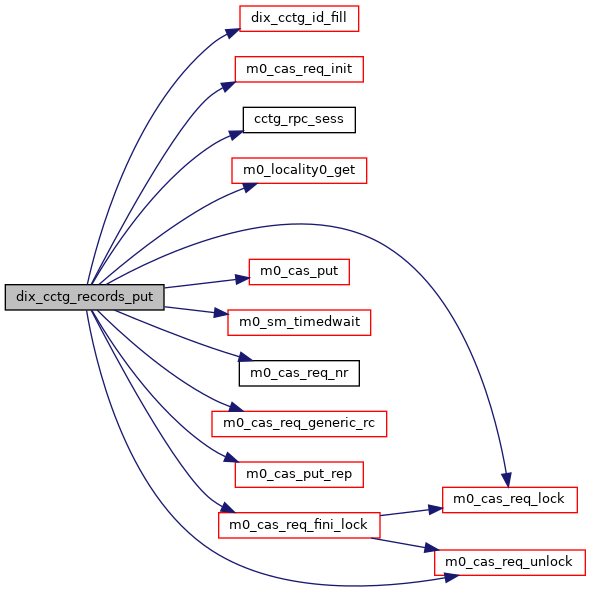 dix_cctg_id_fill
m0_cas_req_init
cctg_rpc_sess
m0_locality0_get
m0_cas_put
dix_cctg_records_put
m0_sm_timedwait
m0_cas_req_nr
m0_cas_req_generic_rc
m0_cas_put_rep
m0_cas_req_lock
m0_cas_req_fini_lock
m0_cas_req_unlock